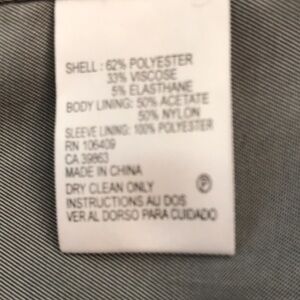 SHELL : 62% POLYESTER
33% VISCOSE
5% ELASTHANE
BODY LINING: 50% ACETATE
50% NYLON
SLEEVE LINING: 100% POLYESTER
RN 106409
CA 39863
MADE IN CHINA
DRY CLEAN ONLY Ⓟ
INSTRUCTIONS AU DOS
VER AL DORSO PARA CUIDADO